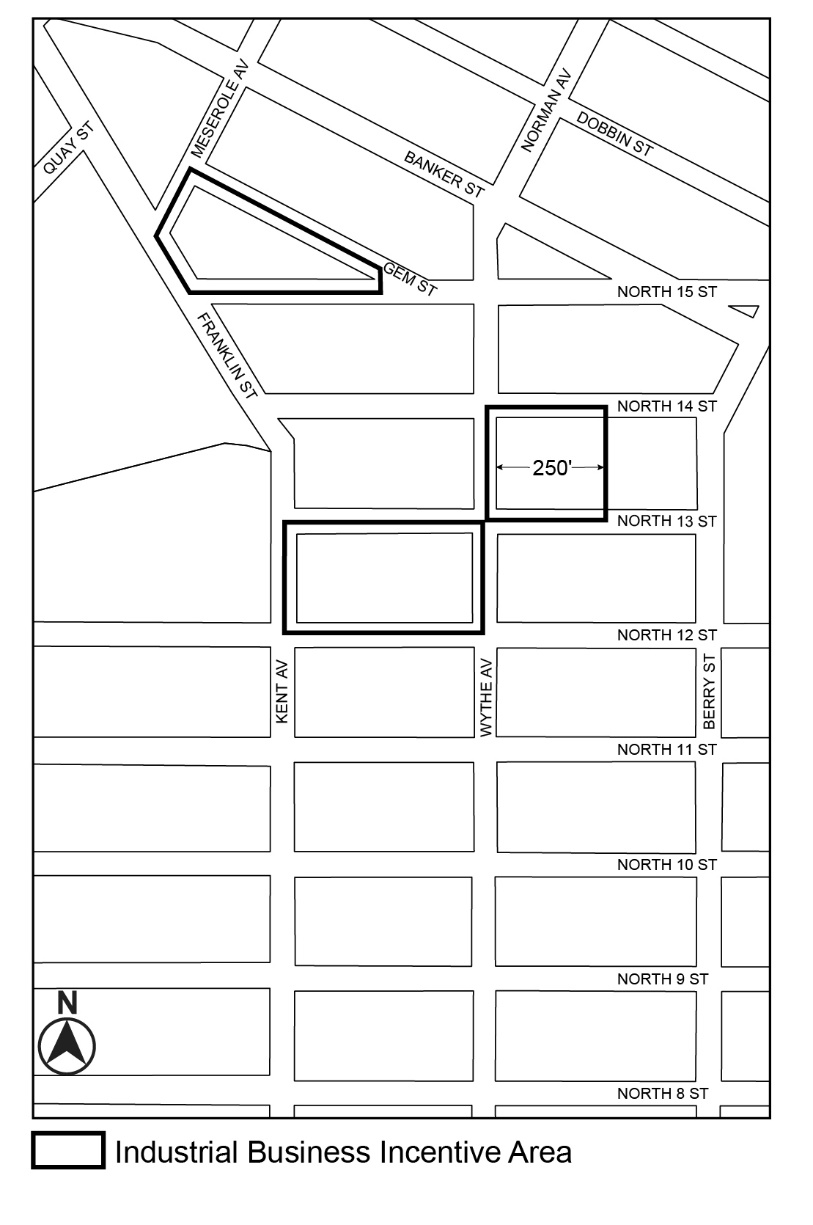 MESEROLE AV
NORMAN AV
QUAY ST
DOBBIN ST
BANKER ST
GEM ST
NORTH 15 ST
FRANKLIN ST
NORTH 14 ST
250'
NORTH 13 ST
NORTH 12 ST
KENT AV
WYTHE AV
BERRY ST
NORTH 11 ST
NORTH 10 ST
NORTH 9 ST
N
NORTH 8 ST
Industrial Business Incentive Area